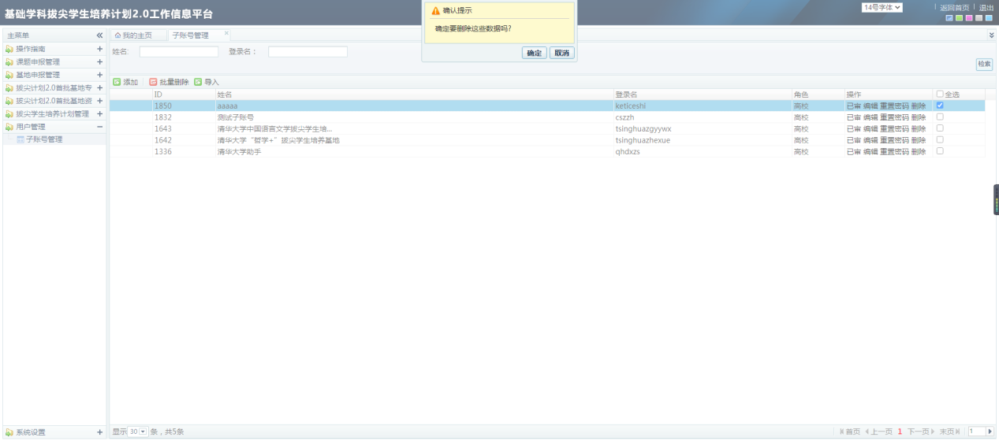 基础学科拔尖学生培养计划2.0工作信息平台
确认提示
确定要删除这些数据吗?
确定 取消
14号字体
返回首页 退出
主菜单
操作指南
课题申报管理
基地申报管理
拔尖计划2.0首批基地专
拔尖计划2.0首批基地资
拔尖学生培养计划管理
用户管理
子账号管理
系统设置
我的主页 子账号管理
姓名: 登录名:
检索
添加 批量删除 导入
ID 姓名 登录名 角色 操作 全选
1850 aaaaa keticeshi 高校 已审 编辑 重置密码 删除
1832 测试子账号 cszzh 高校 已审 编辑 重置密码 删除
1643 清华大学中国语言文学拔尖学生培... tsinghuazgyywx 高校 已审 编辑 重置密码 删除
1642 清华大学“哲学+”拔尖学生培养基地 tsinghuazhexue 高校 已审 编辑 重置密码 删除
1336 清华大学助手 qhdxzs 高校 已审 编辑 重置密码 删除
显示 30 条，共5条
首页 上一页 1 下一页 末页 1